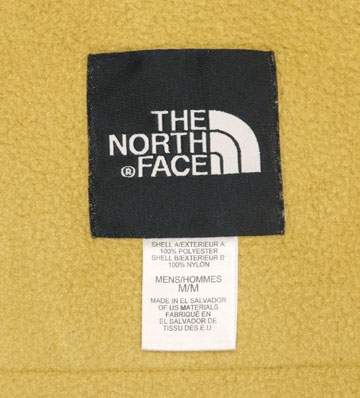 THE
NORTH
®FACE
SHELL A/EXTERIEUR A:
100% POLYESTER
SHELL B/EXTERIEUR B:
100% NYLON
MENS/HOMMES
M/M
MADE IN EL SALVADOR
OF US MATERIALS
FABRIQUÉ EN
EL SALVADOR DE
TISSU DES E.U.